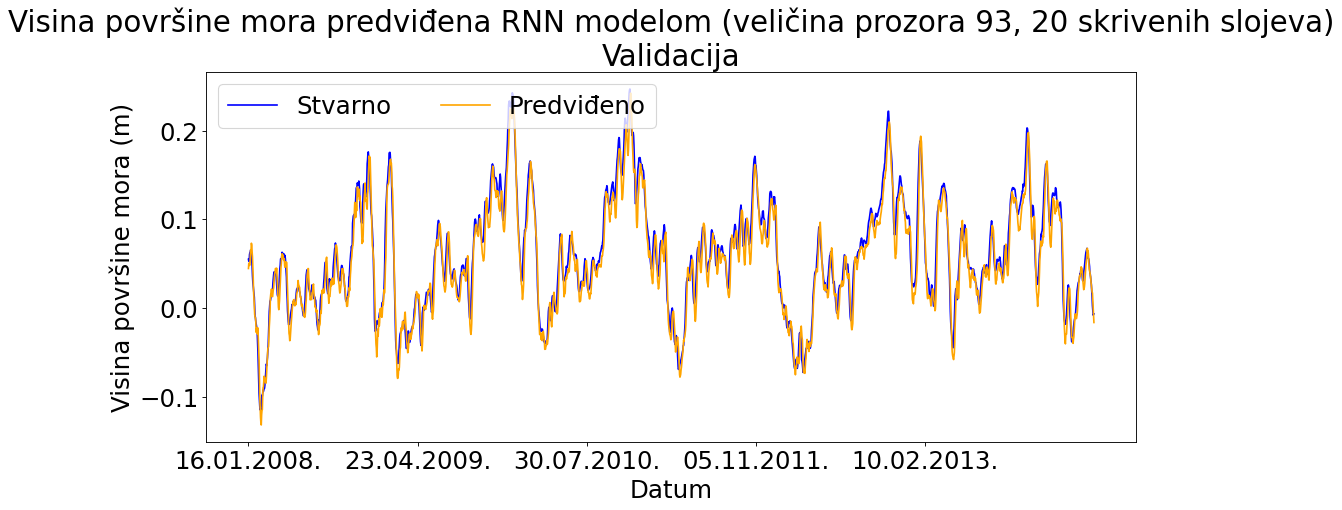 Visina površine mora predviđena RNN modelom (veličina prozora 93, 20 skrivenih slojeva)
Validacija
Stvarno
Predviđeno
Visina površine mora (m)
0.2
0.1
0.0
−0.1
16.01.2008.
23.04.2009.
30.07.2010.
05.11.2011.
10.02.2013.
Datum